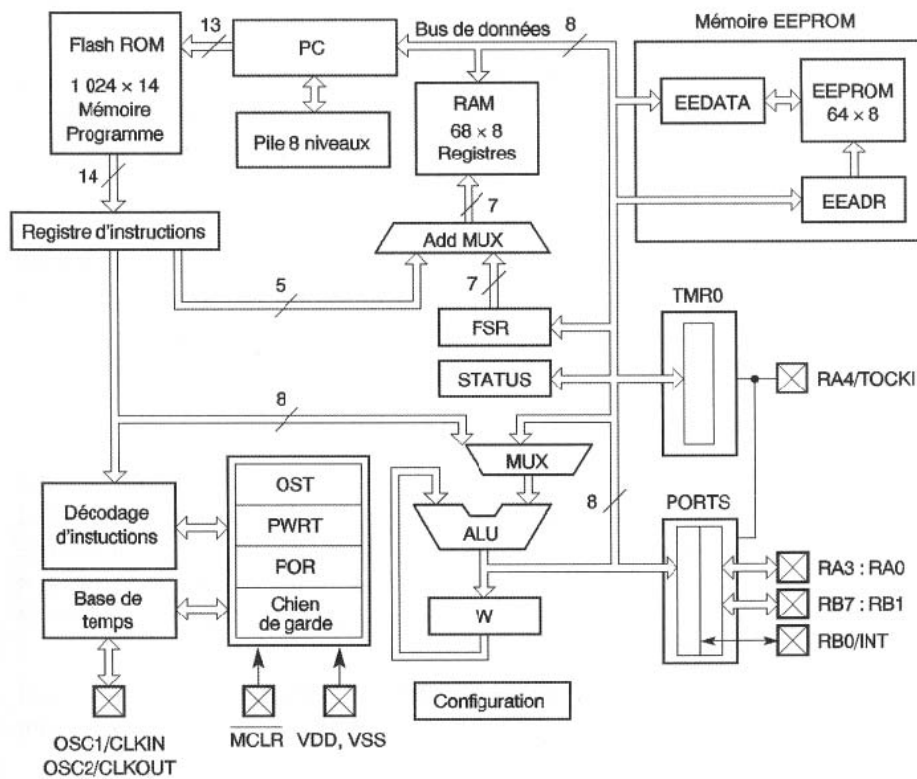 Flash ROM
1 024 × 14
Mémoire
Programme
13
PC
Pile 8 niveaux
Bus de données
8
RAM
68 × 8
Registres
Mémoire EEPROM
EEDATA
EEPROM
64 × 8
EEADR
14
Registre d'instructions
7
Add MUX
5
7
FSR
STATUS
TMR0
RA4/TOCKI
8
MUX
ALU
8
W
PORTS
RA3 : RA0
RB7 : RB1
RB0/INT
Décodage
d'instuctions
Base de
temps
OST
PWRT
POR
Chien
de garde
Configuration
OSC1/CLKIN
OSC2/CLKOUT
MCLR
VDD, VSS